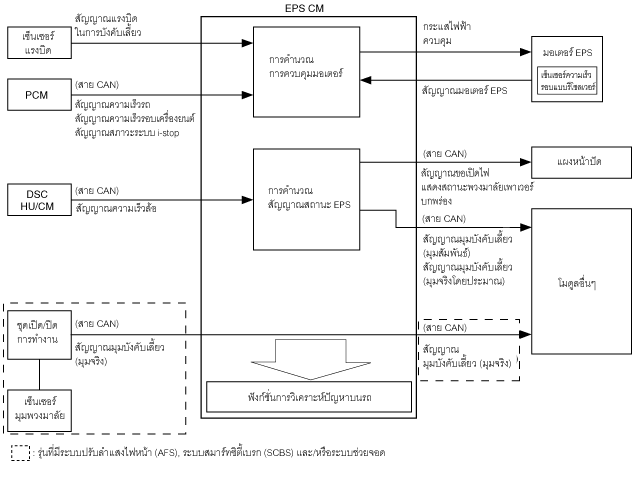 EPS CM
เซ็นเซอร์
แรงบิด
สัญญาณแรงบิด
ในการบังคับเลี้ยว
การคำนวณ
การควบคุมมอเตอร์
กระแสไฟฟ้า
ควบคุม
มอเตอร์ EPS
เซ็นเซอร์ความเร็ว
รอบแบบรีโซลเวอร์
สัญญาณมอเตอร์ EPS
PCM
(สาย CAN)
สัญญาณความเร็วรถ
สัญญาณความเร็วรอบเครื่องยนต์
สัญญาณสภาวะระบบ i-stop
DSC
HU/CM
(สาย CAN)
สัญญาณความเร็วล้อ
การคำนวณ
สัญญาณสถานะ EPS
(สาย CAN)
สัญญาณขอเปิดไฟ
แสดงสถานะพวงมาลัยเพาเวอร์
บกพร่อง
แผงหน้าปัด
(สาย CAN)
สัญญาณมุมบังคับเลี้ยว
(มุมสัมพันธ์)
สัญญาณมุมบังคับเลี้ยว
(มุมจริงโดยประมาณ)
โมดูลอื่นๆ
ชุดเปิด/ปิด
การทำงาน
(สาย CAN)
สัญญาณมุมบังคับเลี้ยว
(มุมจริง)
(สาย CAN)
สัญญาณ
มุมบังคับเลี้ยว (มุมจริง)
เซ็นเซอร์
มุมพวงมาลัย
ฟังก์ชั่นการวิเคราะห์ปัญหาบนรถ
: รุ่นที่มีระบบปรับลำแสงไฟหน้า (AFS), ระบบสมาร์ทซิตี้เบรก (SCBS) และ/หรือระบบช่วยจอด